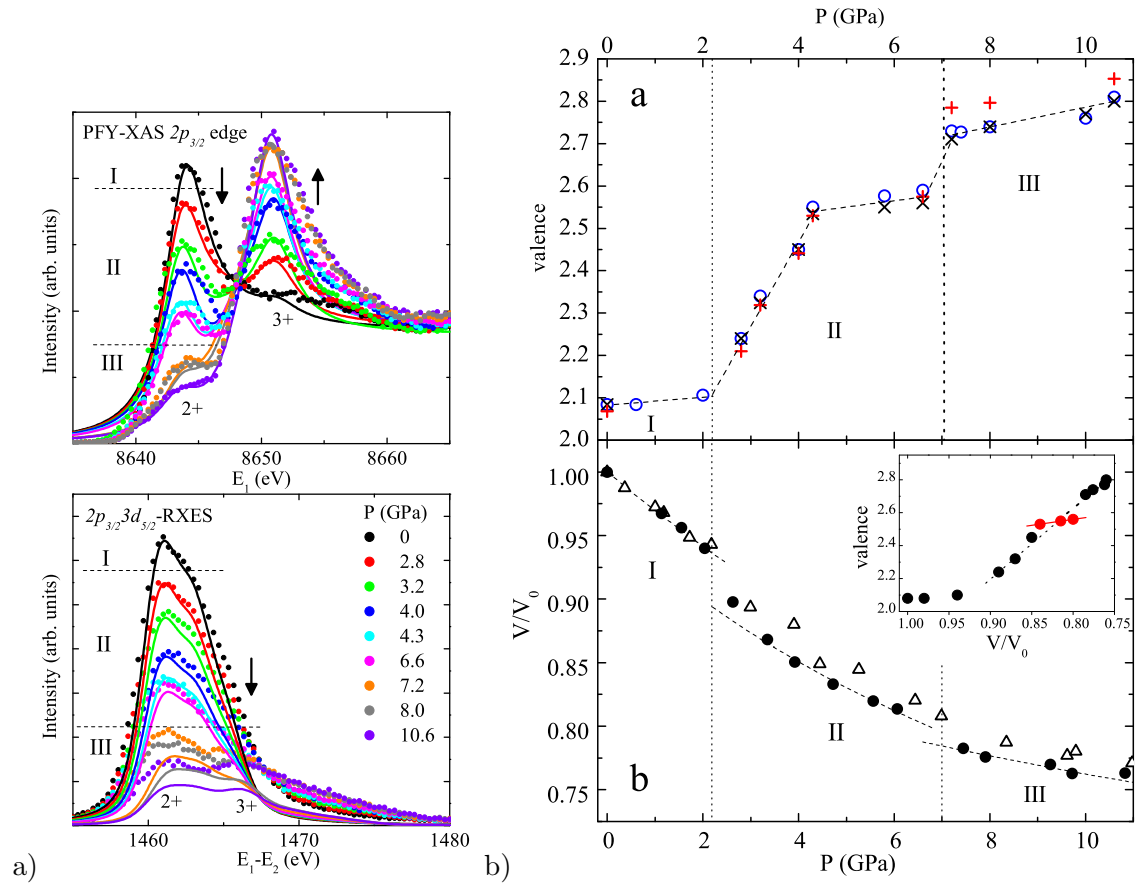 PFY-XAS 2p3/2 edge
I
II
III
3+
2+
Intensity (arb. units)
8640 8650 8660
E1 (eV)
2p3/23d5/2-RXES
P (GPa)
0
2.8
3.2
4.0
4.3
6.6
7.2
8.0
10.6
I
II
III
2+
3+
Intensity (arb. units)
1460 1470 1480
E1-E2 (eV)
a)
P (GPa)
0 2 4 6 8 10
2.9
2.8
2.7
2.6
2.5
2.4
2.3
2.2
2.1
2.0
valence
a
I
II
III
1.00
0.95
0.90
0.85
0.80
0.75
V/V0
I
II
III
b
2.8
2.6
2.4
2.2
2.0
valence
1.00 0.95 0.90 0.85 0.80 0.75
V/V0
0 2 4 6 8 10
P (GPa)
b)